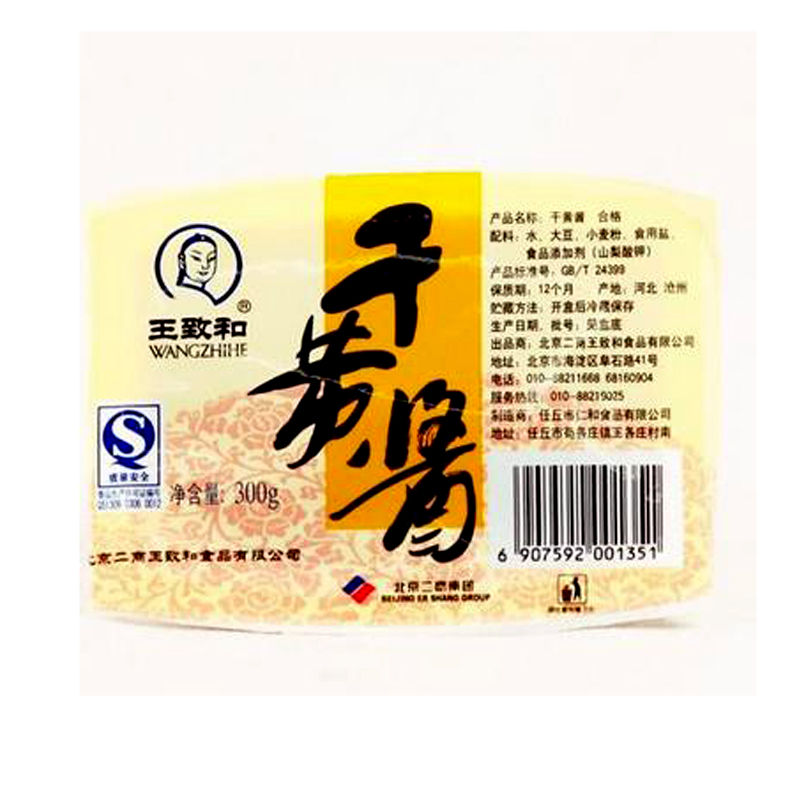 王致和
®
WANGZHIHE
质量安全
QS1309 0306 0012
净含量: 300g
北京二商王致和食品有限公司
干黄酱
产品名称: 干黄酱 合格
配料: 水、大豆、小麦粉、食用盐、
食品添加剂 (山梨酸钾)
产品标准号: GB/T 24399
保质期: 12个月 产地: 河北 沧州
贮藏方法: 开盒后冷藏保存
生产日期、批号: 见盒底
出品商: 北京二商王致和食品有限公司
地址: 北京市海淀区阜石路41号
电话: 010-58211668 68160904
服务热线: 010-88219025
制造商: 任丘市仁和食品有限公司
地址: 任丘市苟各庄镇王各庄村南
6 907592 001351
北京二商集团
BEIJING ER SHANG GROUP